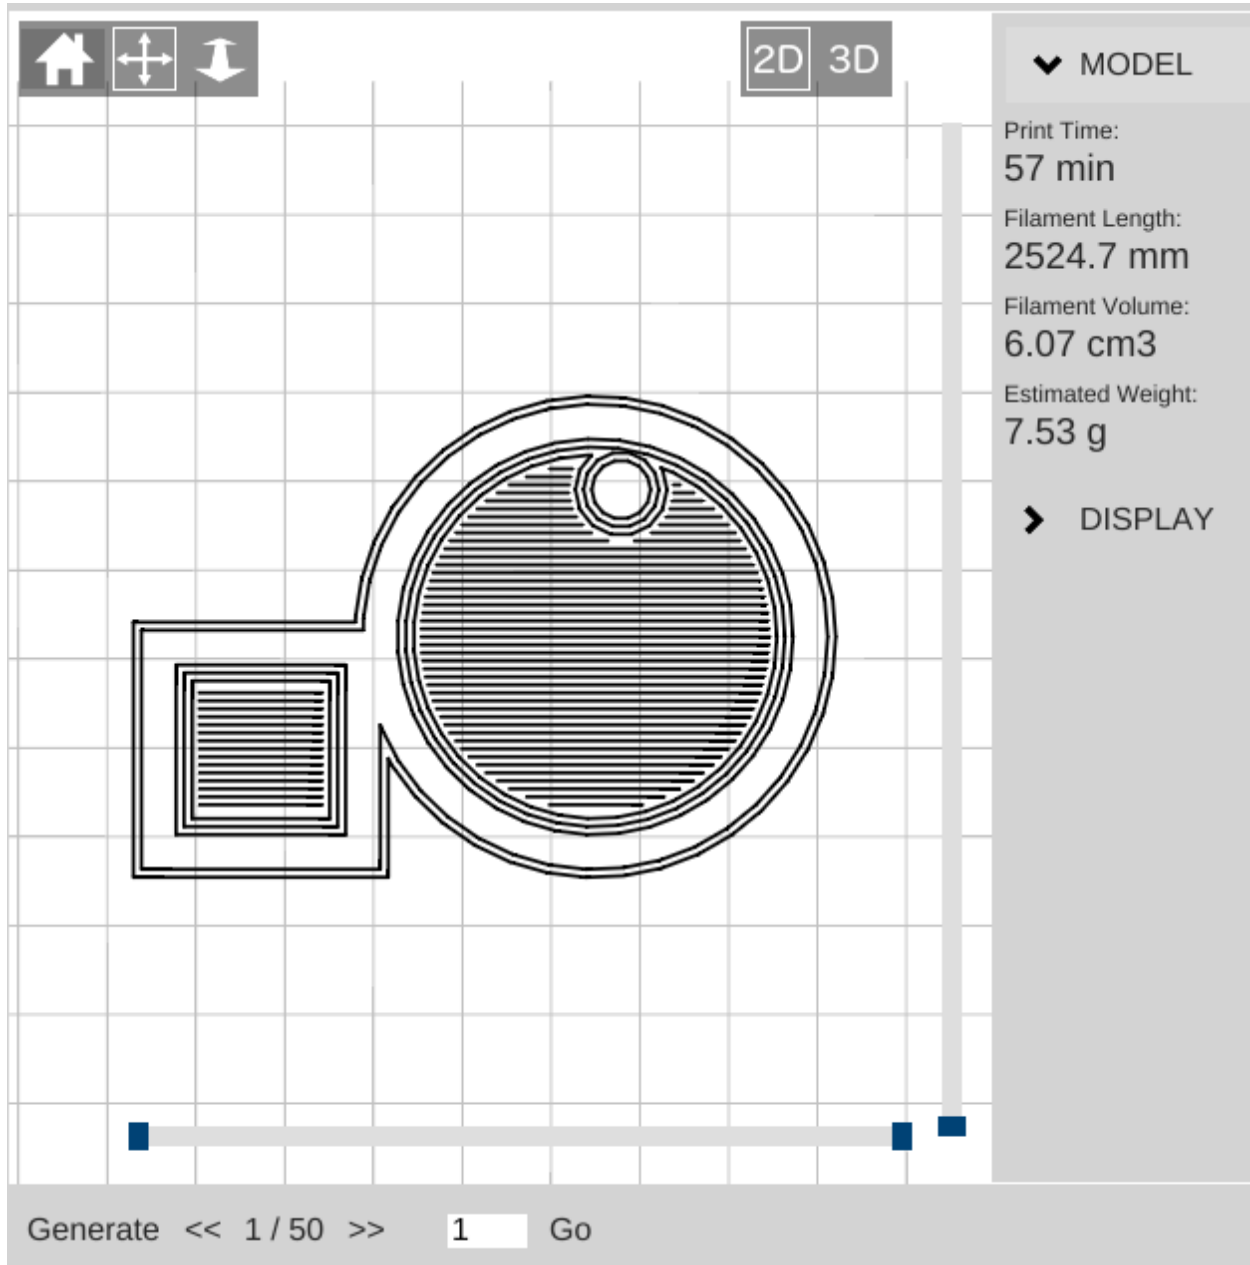 2D 3D
MODEL
Print Time:
57 min
Filament Length:
2524.7 mm
Filament Volume:
6.07 cm3
Estimated Weight:
7.53 g
DISPLAY
Generate << 1 / 50 >> 1 Go